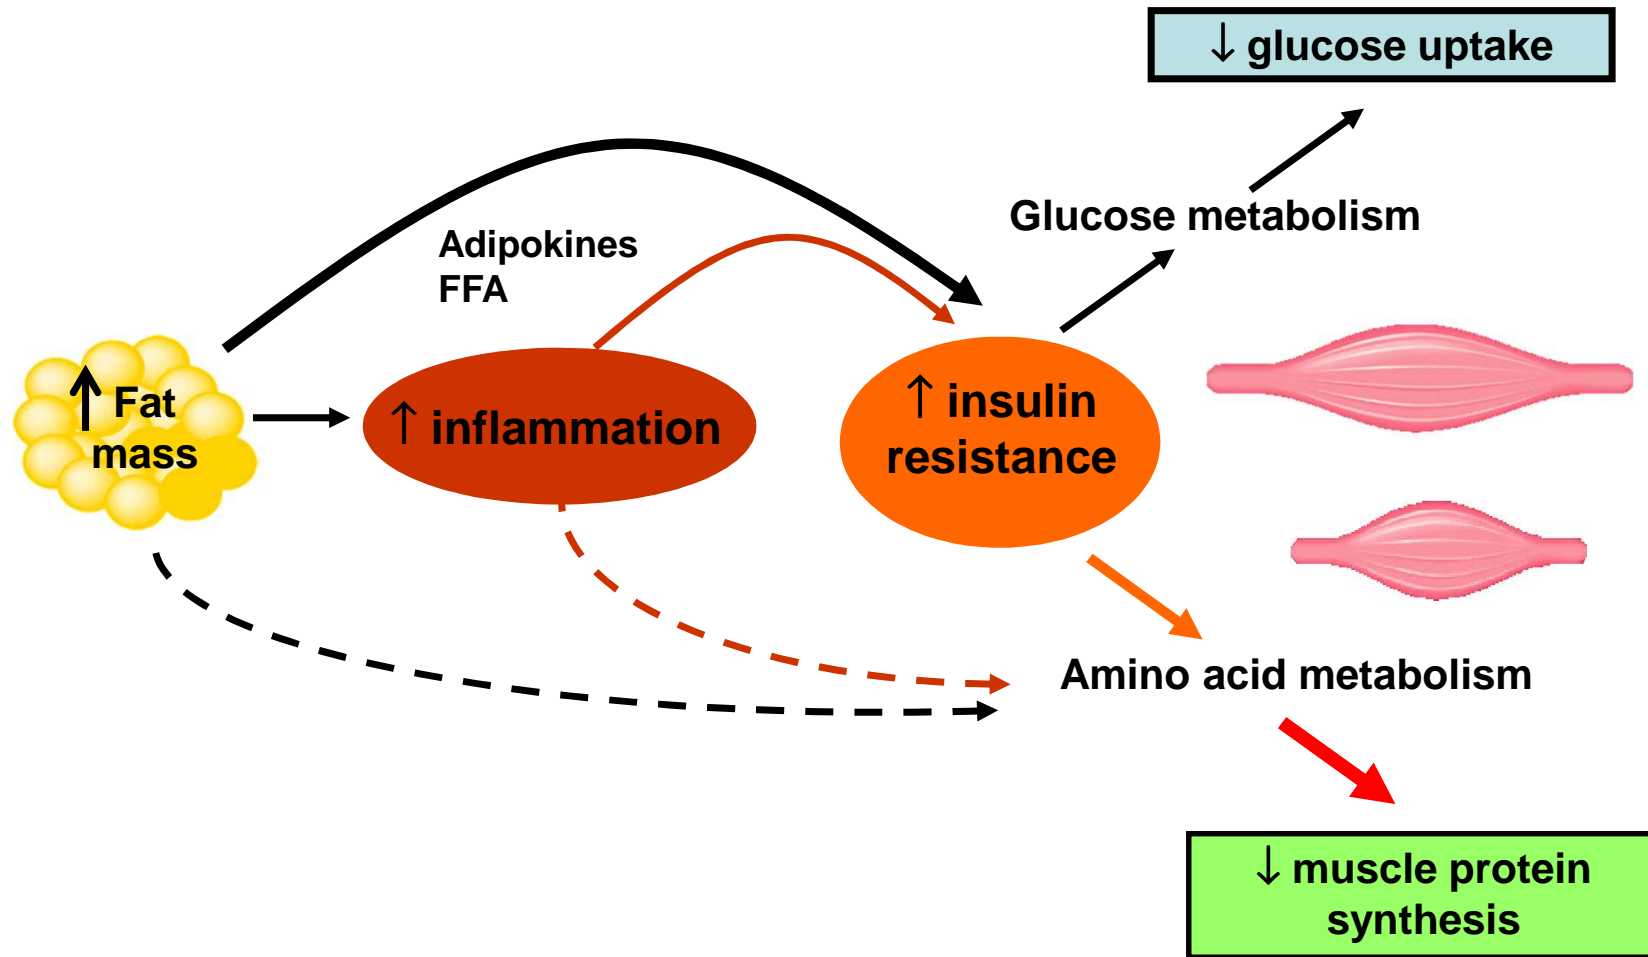 ↓ glucose uptake
Glucose metabolism
Adipokines
FFA
↑ Fat
mass
↑ inflammation
↑ insulin
resistance
Amino acid metabolism
↓ muscle protein
synthesis